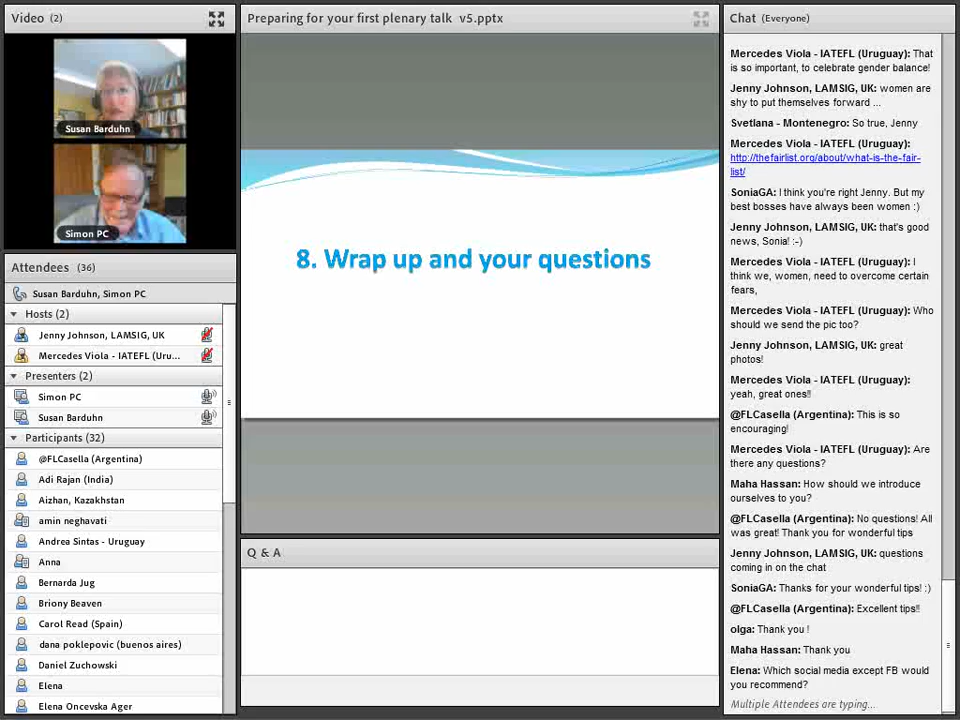 Video (2)
Susan Barduhn
Simon PC
Attendees (36)
Susan Barduhn, Simon PC
Hosts (2)
Jenny Johnson, LAMSIG, UK
Mercedes Viola - IATEFL (Uru...
Presenters (2)
Simon PC
Susan Barduhn
Participants (32)
@FLCasella (Argentina)
Adi Rajan (India)
Aizhan, Kazakhstan
amin neghavati
Andrea Sintas - Uruguay
Anna
Bernarda Jug
Briony Beaven
Carol Read (Spain)
dana poklepovic (buenos aires)
Daniel Zuchowski
Elena
Elena Oncevska Ager
Preparing for your first plenary talk v5.pptx
8. Wrap up and your questions
Q & A
Chat (Everyone)
Mercedes Viola - IATEFL (Uruguay): That
is so important, to celebrate gender balance!
Jenny Johnson, LAMSIG, UK: women are
shy to put themselves forward ...
Svetlana - Montenegro: So true, Jenny
Mercedes Viola - IATEFL (Uruguay):
http://thefairlist.org/about/what-is-the-fair-
list/
SoniaGA: I think you're right Jenny. But my
best bosses have always been women :)
Jenny Johnson, LAMSIG, UK: that's good
news, Sonia! :-)
Mercedes Viola - IATEFL (Uruguay): I
think we, women, need to overcome certain
fears,
Mercedes Viola - IATEFL (Uruguay): Who
should we send the pic too?
Jenny Johnson, LAMSIG, UK: great
photos!
Mercedes Viola - IATEFL (Uruguay):
yeah, great ones!!
@FLCasella (Argentina): This is so
encouraging!
Mercedes Viola - IATEFL (Uruguay): Are
there any questions?
Maha Hassan: How should we introduce
ourselves to you?
@FLCasella (Argentina): No questions! All
was great! Thank you for wonderful tips
Jenny Johnson, LAMSIG, UK: questions
coming in on the chat
SoniaGA: Thanks for your wonderful tips! :)
@FLCasella (Argentina): Excellent tips!!
olga: Thank you !
Maha Hassan: Thank you
Elena: Which social media except FB would
you recommend?
Multiple Attendees are typing...